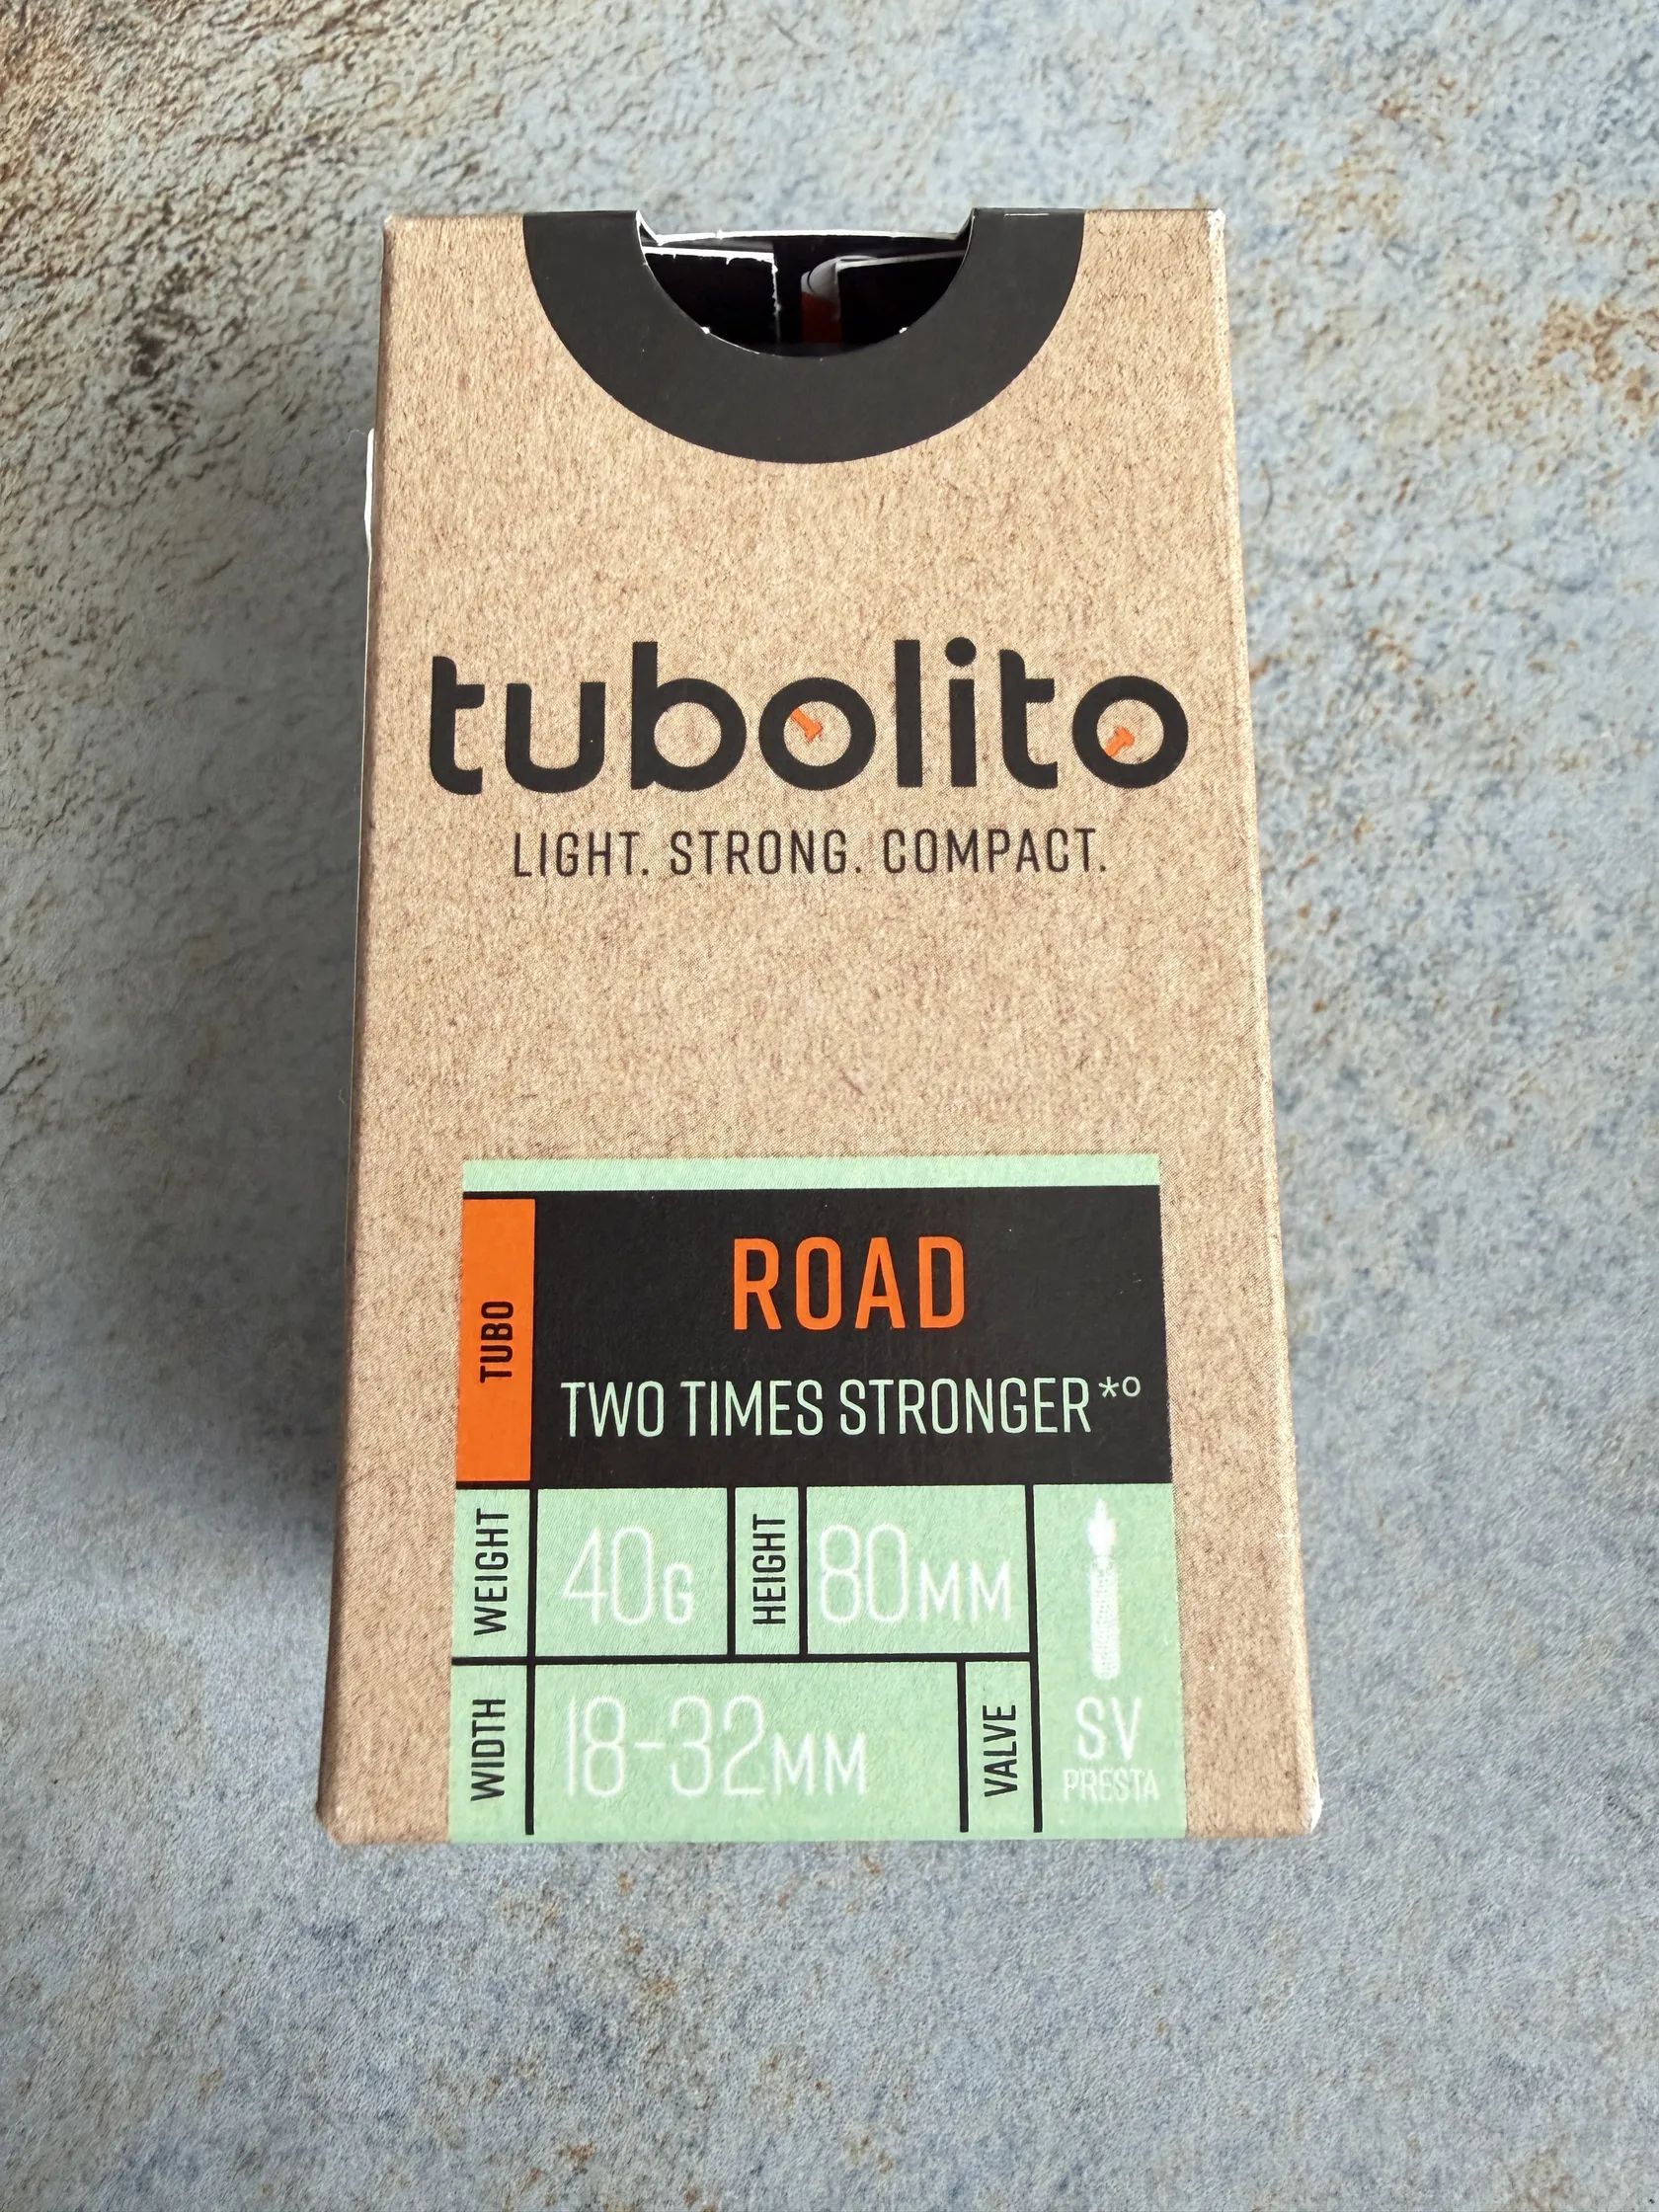 tubolito
LIGHT. STRONG. COMPACT.
TUBO
ROAD
TWO TIMES STRONGER*°
WEIGHT
40G
HEIGHT
80MM
WIDTH
18-32MM
VALVE
SV
PRESTA